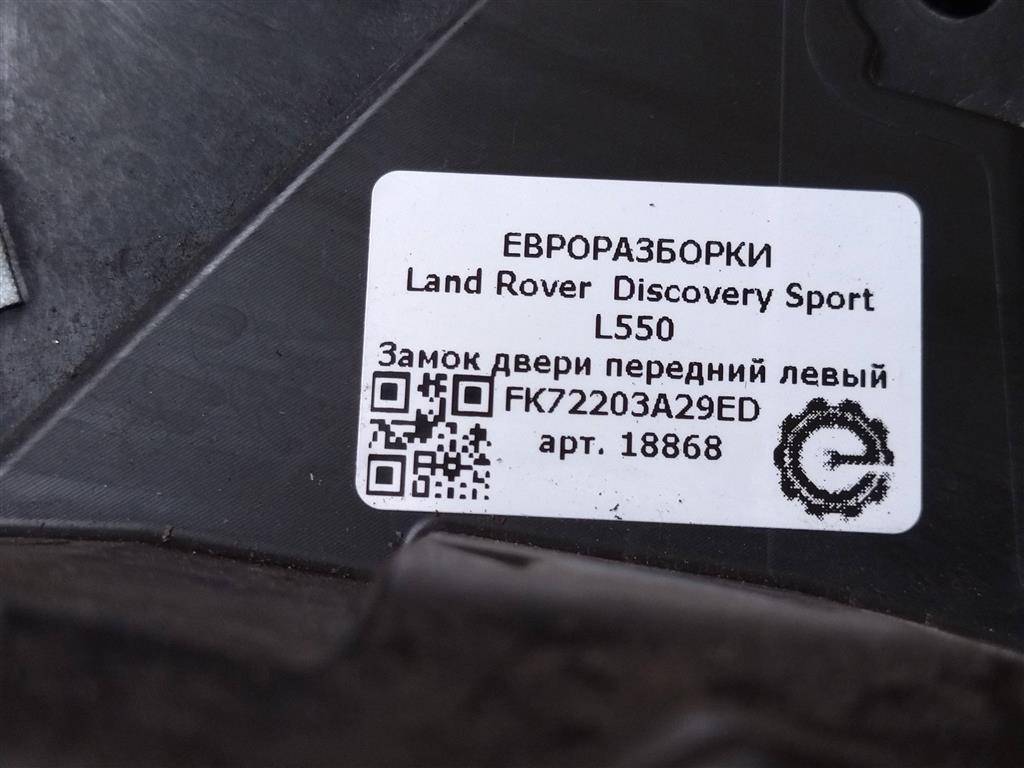 ЕВРОРАЗБОРКИ
Land Rover  Discovery Sport
L550
Замок двери передний левый
FK72203A29ED
арт. 18868